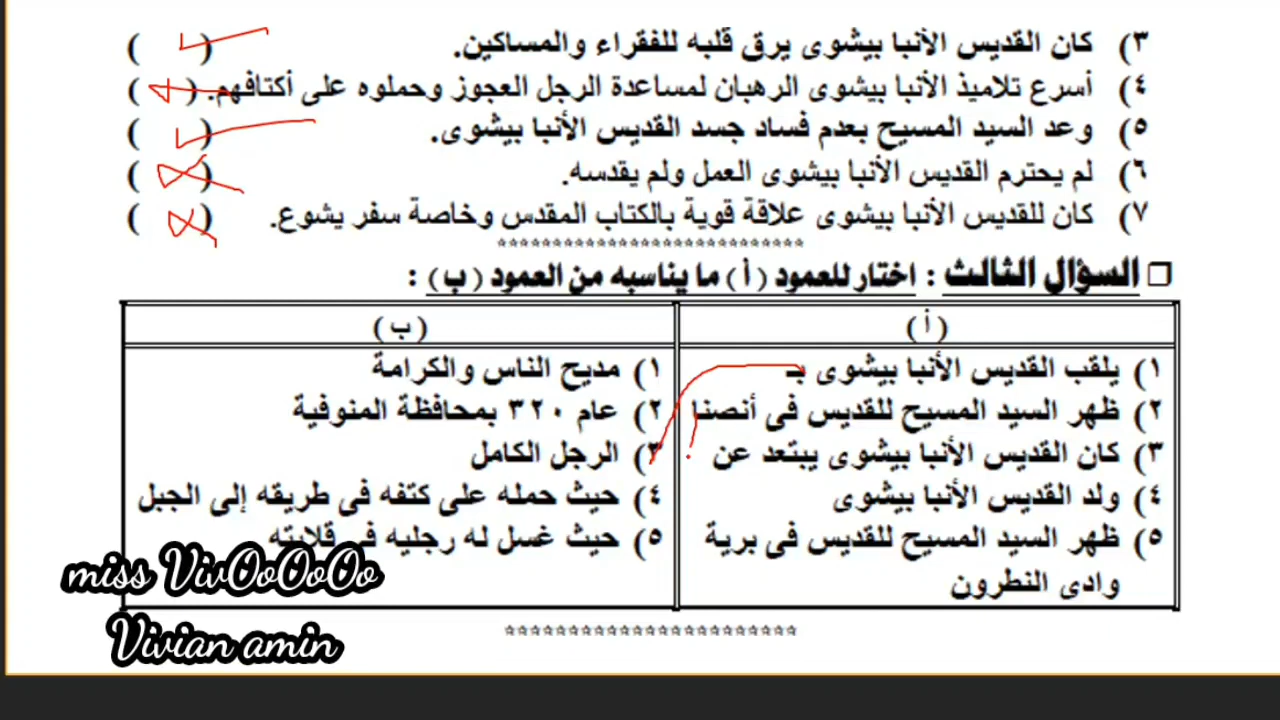 ٣) كان القديس الأنبا بيشوى يرق قلبه للفقراء والمساكين. ( )
٤) أسرع تلاميذ الأنبا بيشوى الرهبان لمساعدة الرجل العجوز وحملوه على أكتافهم. ( )
٥) وعد السيد المسيح بعدم فساد جسد القديس الأنبا بيشوى. ( )
٦) لم يحترم القديس الأنبا بيشوى العمل ولم يقدسه. ( )
٧) كان للقديس الأنبا بيشوى علاقة قوية بالكتاب المقدس وخاصة سفر يشوع. ( )
***************************
❒ السؤال الثالث : اختار للعمود (أ) ما يناسبه من العمود (ب) :
(أ) (ب)
١) يلقب القديس الأنبا بيشوى بـ ١) مديح الناس والكرامة
٢) ظهر السيد المسيح للقديس فى أنصنا ٢) عام ٣٢٠ بمحافظة المنوفية
٣) كان القديس الأنبا بيشوى يبتعد عن ٣) الرجل الكامل
٤) ولد القديس الأنبا بيشوى ٤) حيث حمله على كتفه فى طريقه إلى الجبل
٥) ظهر السيد المسيح للقديس فى برية ٥) حيث غسل له رجليه فى قلايته
وادى النطرون
miss VivOoOoOo
Vivian amin
**********************